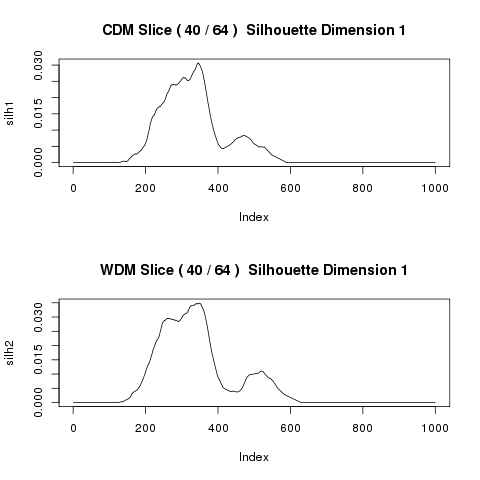 CDM Slice ( 40 / 64 )  Silhouette Dimension 1
silh1
0.030
0.015
0.000
0 200 400 600 800 1000
Index
WDM Slice ( 40 / 64 )  Silhouette Dimension 1
silh2
0.030
0.015
0.000
0 200 400 600 800 1000
Index